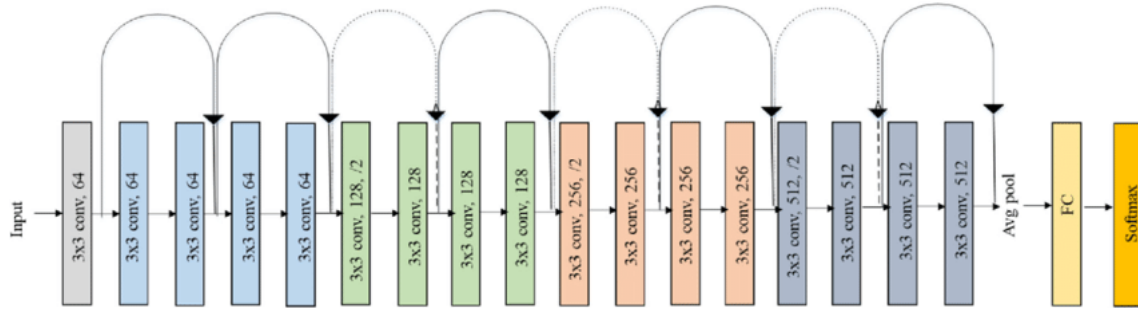 Input
3x3 conv, 64
3x3 conv, 64
3x3 conv, 64
3x3 conv, 64
3x3 conv, 64
3x3 conv, 128, /2
3x3 conv, 128
3x3 conv, 128
3x3 conv, 128
3x3 conv, 256, /2
3x3 conv, 256
3x3 conv, 256
3x3 conv, 256
3x3 conv, 512, /2
3x3 conv, 512
3x3 conv, 512
3x3 conv, 512
Avg pool
FC
Softmax